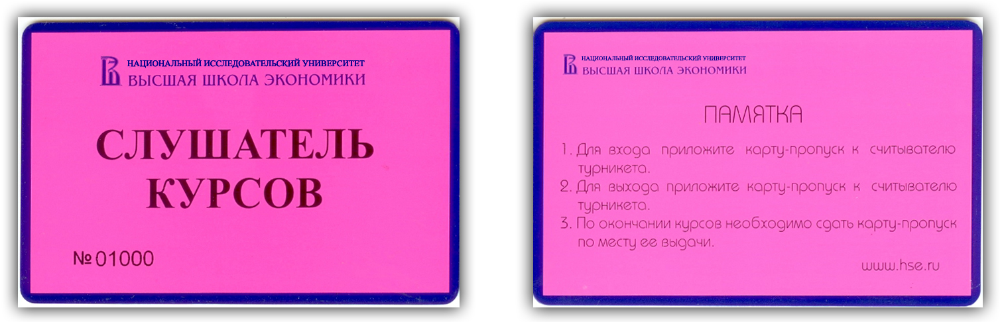 НАЦИОНАЛЬНЫЙ ИССЛЕДОВАТЕЛЬСКИЙ УНИВЕРСИТЕТ
ВЫСШАЯ ШКОЛА ЭКОНОМИКИ
СЛУШАТЕЛЬ
КУРСОВ
№ 01000
НАЦИОНАЛЬНЫЙ ИССЛЕДОВАТЕЛЬСКИЙ УНИВЕРСИТЕТ
ВЫСШАЯ ШКОЛА ЭКОНОМИКИ
ПАМЯТКА
1. Для входа приложите карту-пропуск к считывателю
турникета.
2. Для выхода приложите карту-пропуск к считывателю
турникета.
3. По окончании курсов необходимо сдать карту-пропуск
по месту ее выдачи.
www.hse.ru